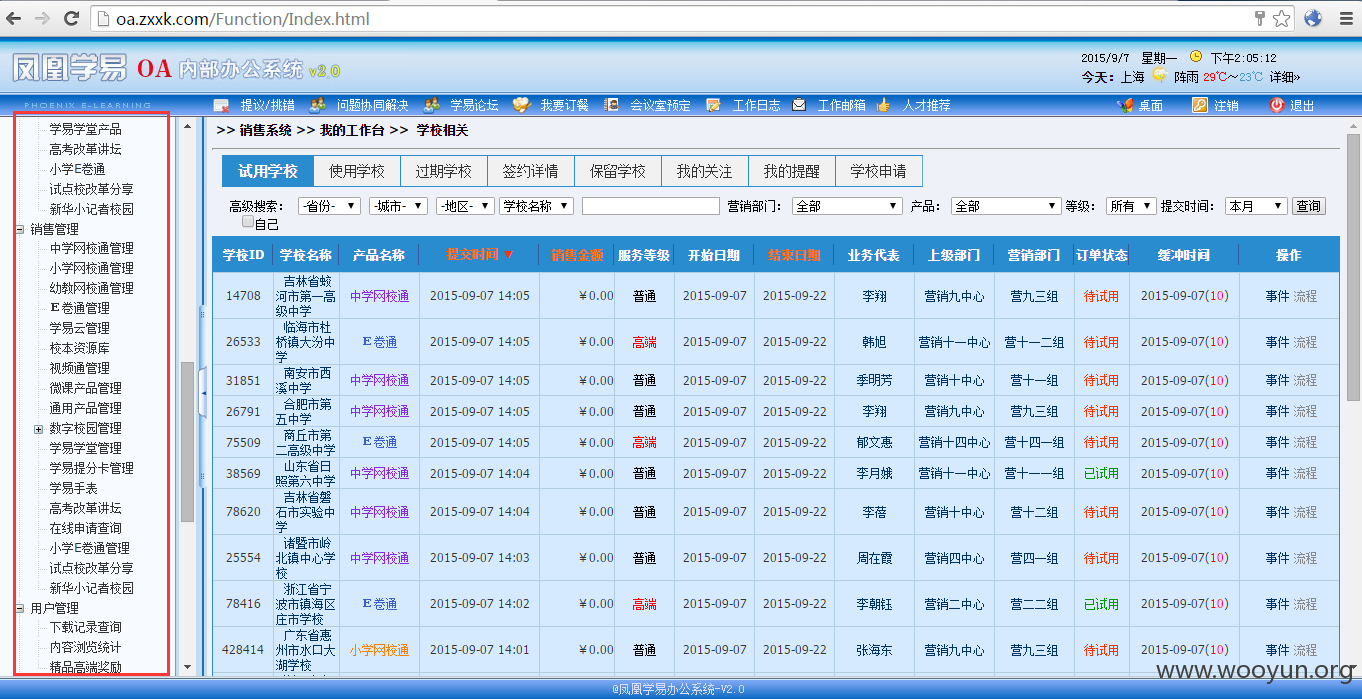 oa.zxxk.com/Function/Index.html
凤凰学易 OA 内部办公系统 v2.0
PHOENIX E-LEARNING
2015/9/7 星期一 下午2:05:12
今天：上海 阵雨 29℃～23℃ 详细»
提议/挑错 问题协同解决 学易论坛 我要订餐 会议室预定 工作日志 工作邮箱 人才推荐 桌面 注销 退出
学易学堂产品
高考改革讲坛
小学E卷通
试点校改革分享
新华小记者校园
销售管理
中学网校通管理
小学网校通管理
幼教网校通管理
E卷通管理
学易云管理
校本资源库
视频通管理
微课产品管理
通用产品管理
数字校园管理
学易学堂管理
学易提分卡管理
学易手表
高考改革讲坛
在线申请查询
小学E卷通管理
试点校改革分享
新华小记者校园
用户管理
下载记录查询
内容浏览统计
精品高端奖励
>> 销售系统 >> 我的工作台 >> 学校相关
试用学校 使用学校 过期学校 签约详情 保留学校 我的关注 我的提醒 学校申请
高级搜索： -省份- -城市- -地区- 学校名称 营销部门： 全部 产品： 全部 等级： 所有 提交时间： 本月 查询
自己
学校ID 学校名称 产品名称 提交时间▼ 销售金额 服务等级 开始日期 结束日期 业务代表 上级部门 营销部门 订单状态 缓冲时间 操作
14708 吉林省蛟河市第一高级中学 中学网校通 2015-09-07 14:05 ￥0.00 普通 2015-09-07 2015-09-22 李翔 营销九中心 营九三组 待试用 2015-09-07(10) 事件 流程
26533 临海市杜桥镇大汾中学 E卷通 2015-09-07 14:05 ￥0.00 高端 2015-09-07 2015-09-22 韩旭 营销十一中心 营十一二组 待试用 2015-09-07(10) 事件 流程
31851 南安市西溪中学 中学网校通 2015-09-07 14:05 ￥0.00 普通 2015-09-07 2015-09-22 季明芳 营销十中心 营十一组 待试用 2015-09-07(10) 事件 流程
26791 合肥市第五中学 中学网校通 2015-09-07 14:05 ￥0.00 普通 2015-09-07 2015-09-22 李翔 营销九中心 营九三组 待试用 2015-09-07(10) 事件 流程
75509 商丘市第二高级中学 E卷通 2015-09-07 14:05 ￥0.00 高端 2015-09-07 2015-09-22 郁文惠 营销十四中心 营十四一组 待试用 2015-09-07(10) 事件 流程
38569 山东省日照第六中学 中学网校通 2015-09-07 14:04 ￥0.00 普通 2015-09-07 2015-09-22 李月娥 营销十一中心 营十一一组 已试用 2015-09-07(10) 事件 流程
78620 吉林省磐石市实验中学 中学网校通 2015-09-07 14:04 ￥0.00 普通 2015-09-07 2015-09-22 李蓓 营销十中心 营十二组 待试用 2015-09-07(10) 事件 流程
25554 诸暨市岭北镇中心学校 中学网校通 2015-09-07 14:03 ￥0.00 普通 2015-09-07 2015-09-22 周在霞 营销四中心 营四一组 待试用 2015-09-07(10) 事件 流程
78416 浙江省宁波市镇海区庄市学校 E卷通 2015-09-07 14:02 ￥0.00 高端 2015-09-07 2015-09-22 李朝钰 营销二中心 营二二组 已试用 2015-09-07(10) 事件 流程
428414 广东省惠州市水口大湖学校 小学网校通 2015-09-07 14:01 ￥0.00 普通 2015-09-07 2015-09-22 张海东 营销九中心 营九三组 待试用 2015-09-07(10) 事件 流程
www.wooyun.org
@凤凰学易办公系统-V2.0